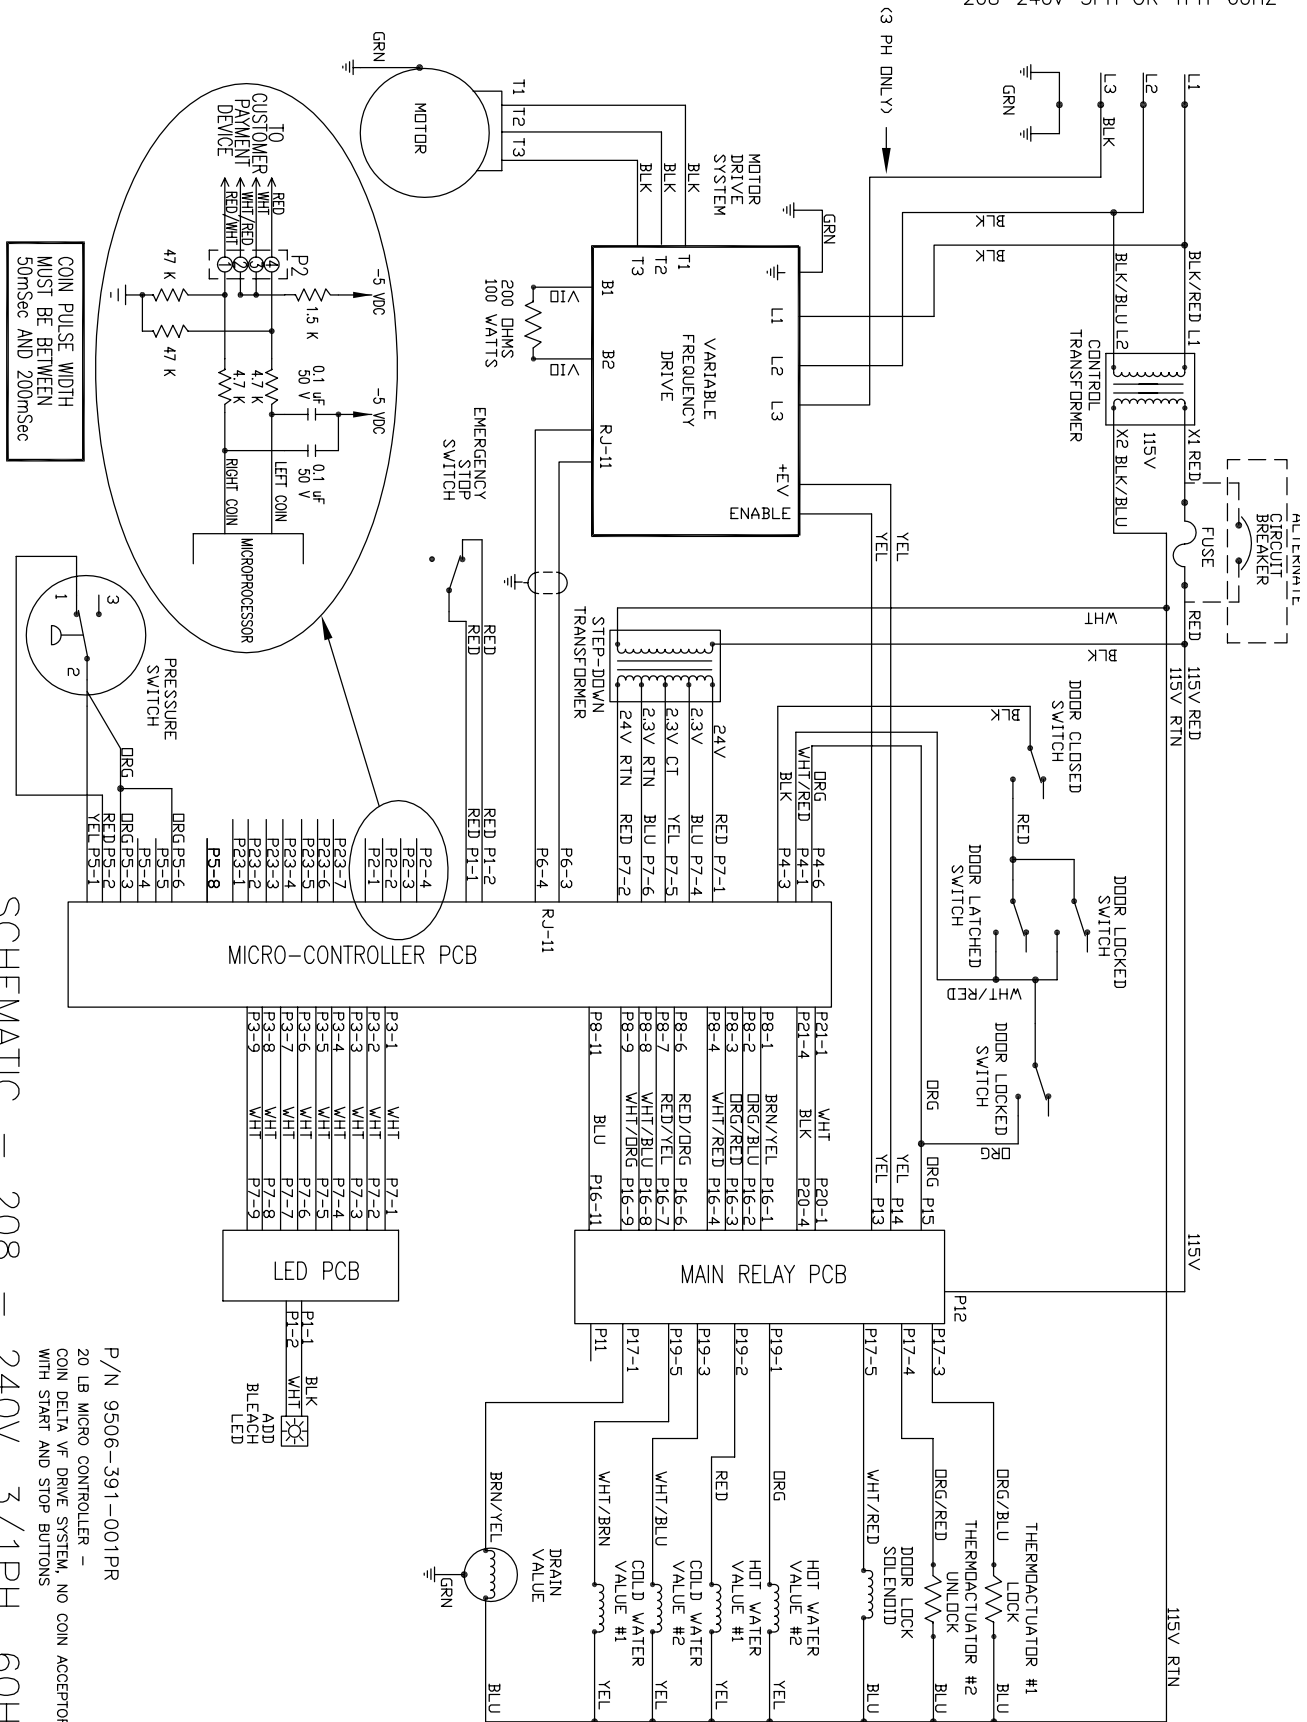 208-240V 3PH OR 1PH 60HZ
L1
L2
L3
BLK
GRN
(3 PH ONLY)
BLK
BLK
BLK/RED L1
BLK/BLU L2
CONTROL
TRANSFORMER
X1 RED
115V
X2 BLK/BLU
ALTERNATE
CIRCUIT
BREAKER
FUSE
RED
WHT
BLK
115V RED
115V RTN
115V
115V RTN
GRN
MOTOR
T1
T2
T3
BLK
BLK
BLK
MOTOR
DRIVE
SYSTEM
GRN
T1
T2
T3
L1
L2
L3
VARIABLE
FREQUENCY
DRIVE
B1
B2
RJ-11
+EV
ENABLE
VIO
VIO
200 OHMS
100 WATTS
YEL
YEL
EMERGENCY
STOP
SWITCH
RED
RED
RED P1-2
RED P1-1
STEP-DOWN
TRANSFORMER
24V
2.3V
2.3V CT
2.3V RTN
24V RTN
RED P7-1
BLU P7-4
YEL P7-5
BLU P7-6
RED P7-2
P6-3
P6-4
RJ-11
DOOR CLOSED
SWITCH
BLK
RED
DOOR LATCHED
SWITCH
DOOR LOCKED
SWITCH
WHT/RED
DOOR LOCKED
SWITCH
ORG
ORG
WHT/RED
BLK
P4-6
P4-1
P4-3
TO
CUSTOMER
PAYMENT
DEVICE
RED
WHT
WHT/RED
RED/WHT
P2
4
3
2
1
-5 VDC
1.5 K
47 K
47 K
4.7 K
4.7 K
-5 VDC
0.1 uF
50 V
0.1 uF
50 V
LEFT COIN
RIGHT COIN
MICROPROCESSOR
COIN PULSE WIDTH
MUST BE BETWEEN
50mSec AND 200mSec
PRESSURE
SWITCH
1
2
3
ORG
ORG P5-6
P5-5
P5-4
ORG P5-3
RED P5-2
YEL P5-1
P5-8
P23-7
P23-6
P23-5
P23-4
P23-3
P23-2
P23-1
P2-4
P2-3
P2-2
P2-1
MICRO-CONTROLLER PCB
P21-1 WHT P20-1
P21-4 BLK P20-4
P8-1 BRN/YEL P16-1
P8-2 ORG/BLU P16-2
P8-3 ORG/RED P16-3
P8-4 WHT/RED P16-4
P8-6 RED/ORG P16-6
P8-7 RED/YEL P16-7
P8-8 WHT/BLU P16-8
P8-9 WHT/ORG P16-9
P8-11 BLU P16-11
P3-1 WHT P7-1
P3-2 WHT P7-2
P3-3 WHT P7-3
P3-4 WHT P7-4
P3-5 WHT P7-5
P3-6 WHT P7-6
P3-7 WHT P7-7
P3-8 WHT P7-8
P3-9 WHT P7-9
ORG
ORG P15
YEL P14
YEL P13
MAIN RELAY PCB
P12
LED PCB
P1-1 BLK
P1-2 WHT
ADD
BLEACH
LED
P17-3
P17-4
P17-5
P19-1
P19-2
P19-3
P19-5
P17-1
P11
ORG/BLU
THERMOACTUATOR #1
LOCK
BLU
ORG/RED
THERMOACTUATOR #2
UNLOCK
BLU
WHT/RED
DOOR LOCK
SOLENOID
BLU
ORG
HOT WATER
VALUE #2
YEL
RED
HOT WATER
VALUE #1
YEL
WHT/BLU
COLD WATER
VALUE #2
YEL
WHT/BRN
COLD WATER
VALUE #1
YEL
BRN/YEL
DRAIN
VALUE
GRN
BLU
P/N 9506-391-001PR
20 LB MICRO CONTROLLER -
COIN DELTA VF DRIVE SYSTEM, NO COIN ACCEPTOR
WITH START AND STOP BUTTONS
SCHEMATIC - 208 - 240V 3/1PH 60H